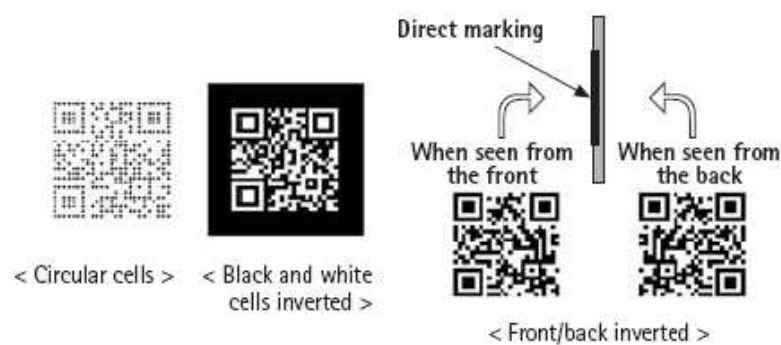 Direct marking
When seen from
the front
When seen from
the back
< Circular cells >
< Black and white
cells inverted >
< Front/back inverted >